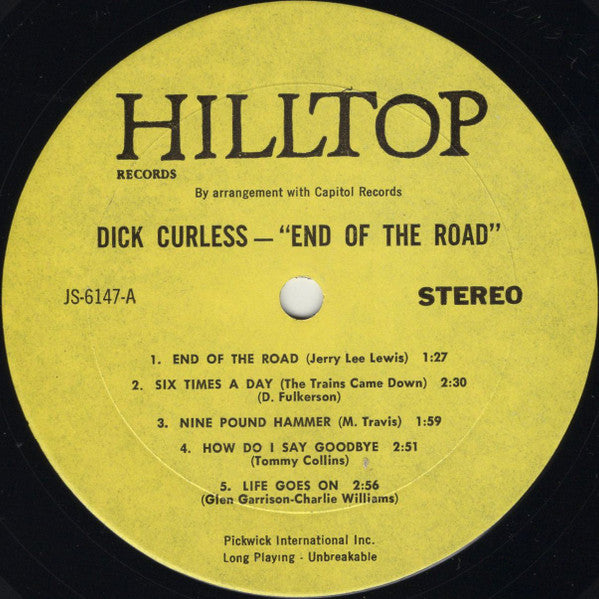 HILLTOP
RECORDS
By arrangement with Capitol Records
DICK CURLESS — "END OF THE ROAD"
JS-6147-A
STEREO
1. END OF THE ROAD (Jerry Lee Lewis) 1:27
2. SIX TIMES A DAY (The Trains Came Down) 2:30
(D. Fulkerson)
3. NINE POUND HAMMER (M. Travis) 1:59
4. HOW DO I SAY GOODBYE 2:51
(Tommy Collins)
5. LIFE GOES ON 2:56
(Glen Garrison-Charlie Williams)
Pickwick International Inc.
Long Playing - Unbreakable